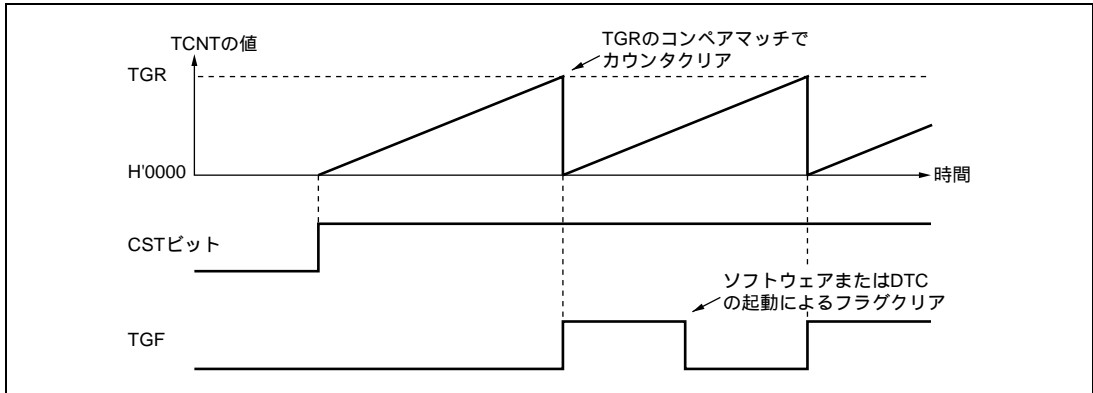 TCNTの値
TGRのコンペアマッチで
カウンタクリア
TGR
H'0000
時間
CSTビット
ソフトウェアまたはDTC
の起動によるフラグクリア
TGF